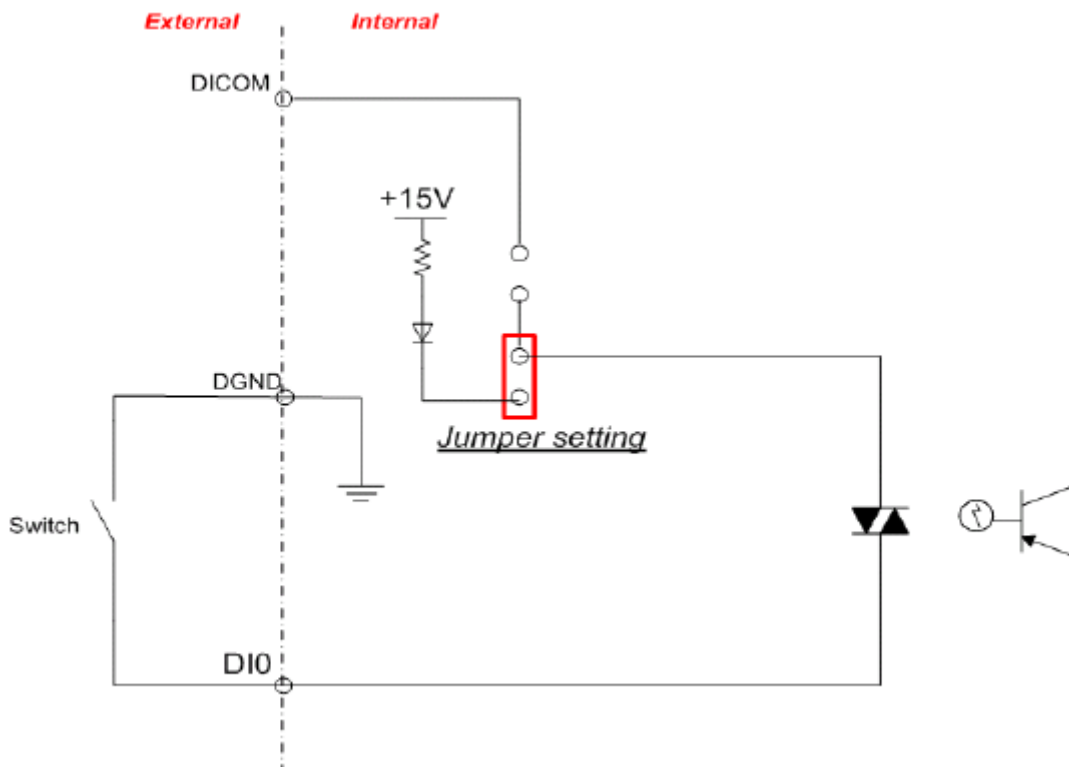 External Internal
DICOM
+15V
DGND
Jumper setting
Switch
DI0